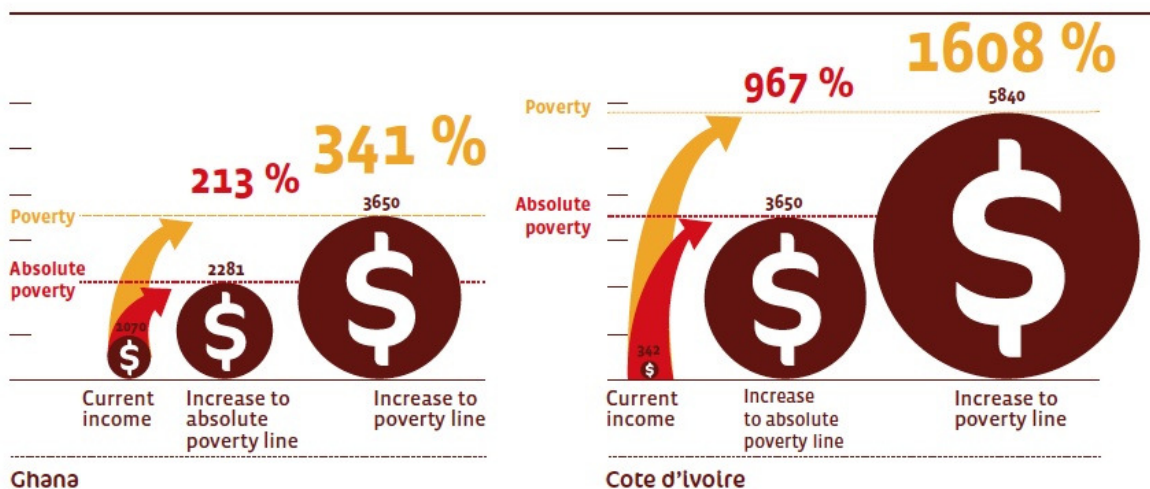 341 %
213 %
3650
Poverty
Absolute
poverty
2281
1070
$
$
$
Current
income
Increase to
absolute
poverty line
Increase to
poverty line
Ghana
1608 %
967 %
5840
Poverty
Absolute
poverty
3650
342
$
$
$
Current
income
Increase
to absolute
poverty line
Increase to
poverty line
Cote d'Ivoire